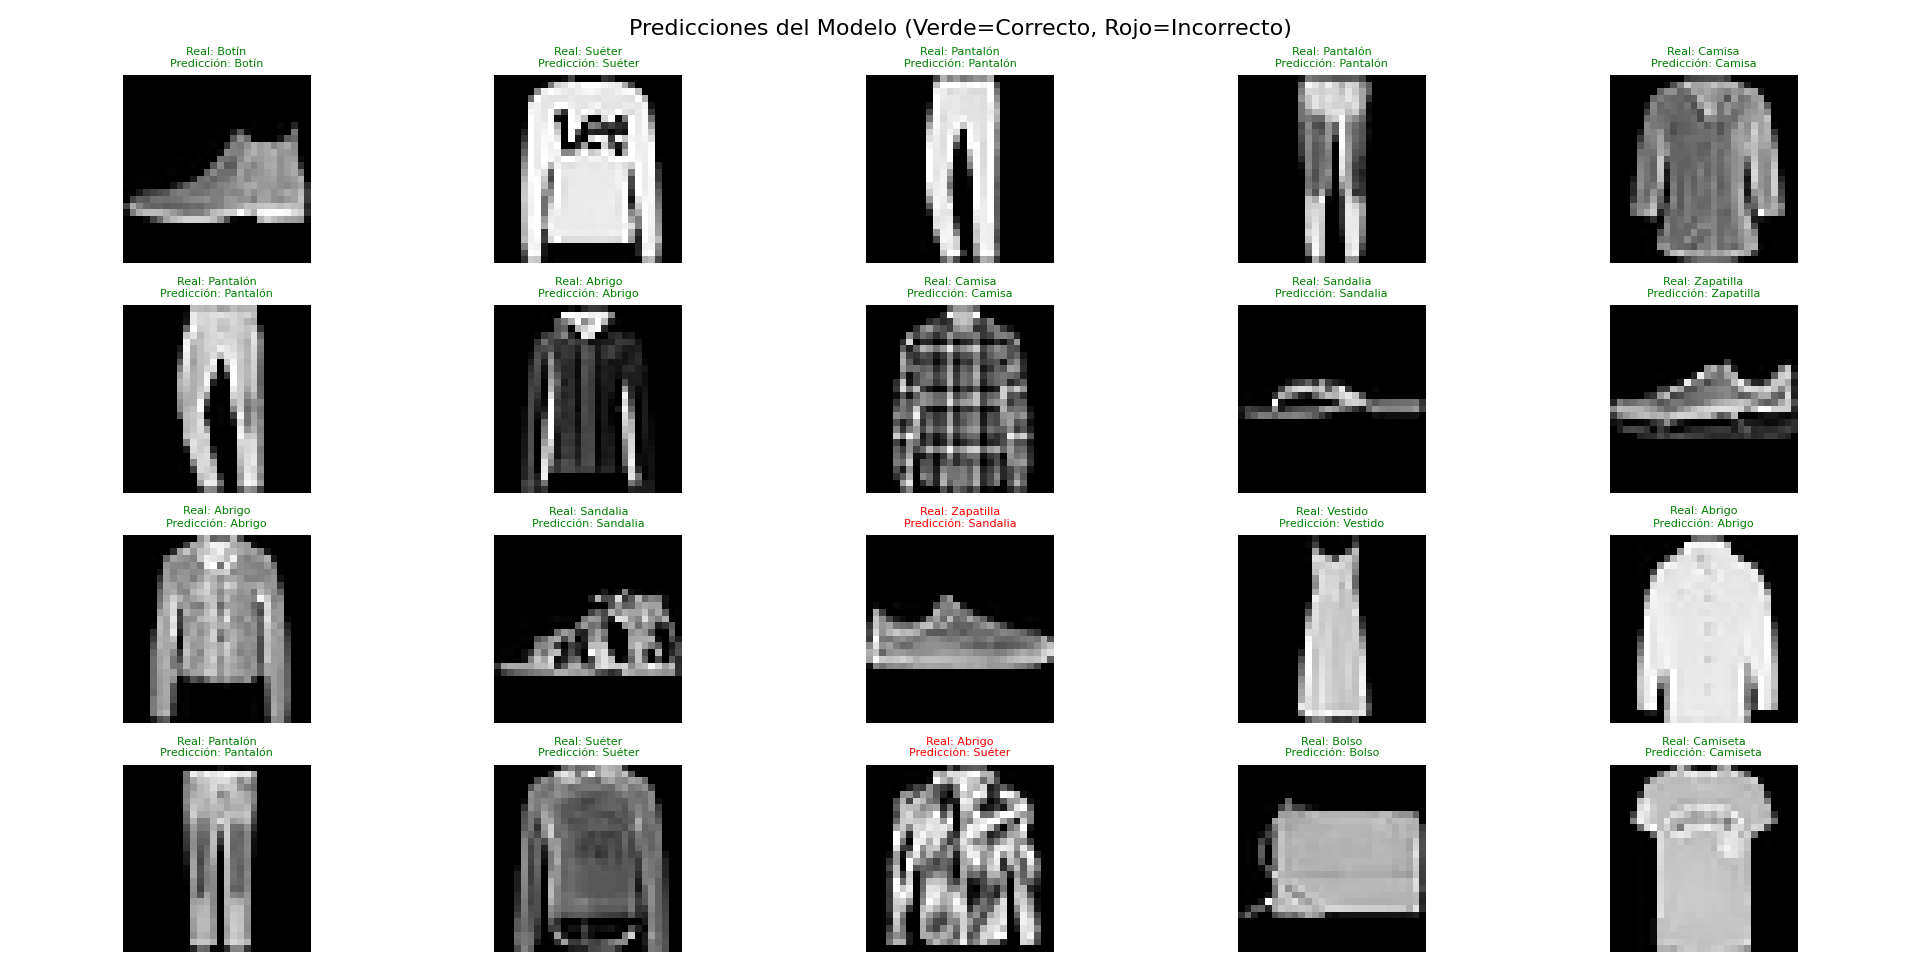 Predicciones del Modelo (Verde=Correcto, Rojo=Incorrecto)
Real: Botín
Predicción: Botín
Real: Suéter
Predicción: Suéter
Real: Pantalón
Predicción: Pantalón
Real: Pantalón
Predicción: Pantalón
Real: Camisa
Predicción: Camisa
Lee
Real: Pantalón
Predicción: Pantalón
Real: Abrigo
Predicción: Abrigo
Real: Camisa
Predicción: Camisa
Real: Sandalia
Predicción: Sandalia
Real: Zapatilla
Predicción: Zapatilla
Real: Abrigo
Predicción: Abrigo
Real: Sandalia
Predicción: Sandalia
Real: Zapatilla
Predicción: Sandalia
Real: Vestido
Predicción: Vestido
Real: Abrigo
Predicción: Abrigo
Real: Pantalón
Predicción: Pantalón
Real: Suéter
Predicción: Suéter
Real: Abrigo
Predicción: Suéter
Real: Bolso
Predicción: Bolso
Real: Camiseta
Predicción: Camiseta